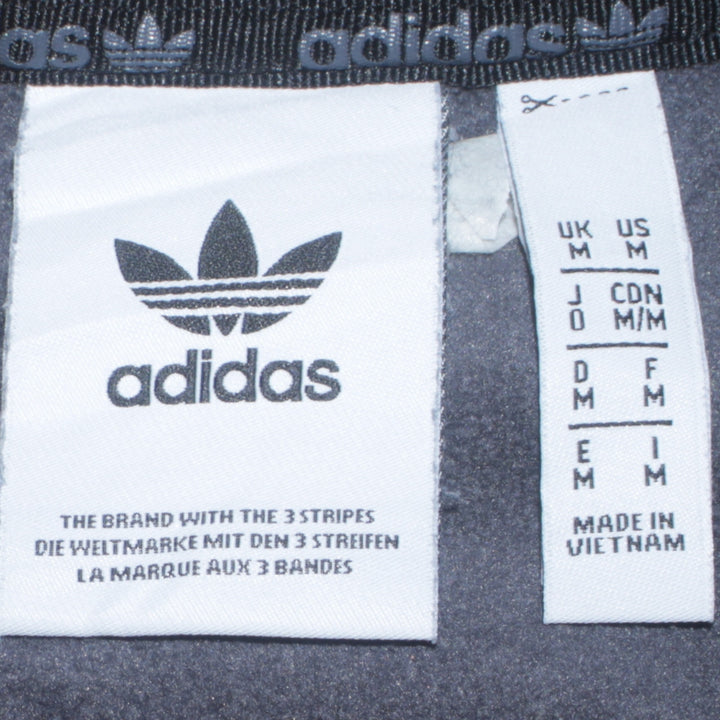 adidas adidas
adidas
THE BRAND WITH THE 3 STRIPES
DIE WELTMARKE MIT DEN 3 STREIFEN
LA MARQUE AUX 3 BANDES
UK US
M M
J CDN
O M/M
D F
M M
E I
M M
MADE IN
VIETNAM